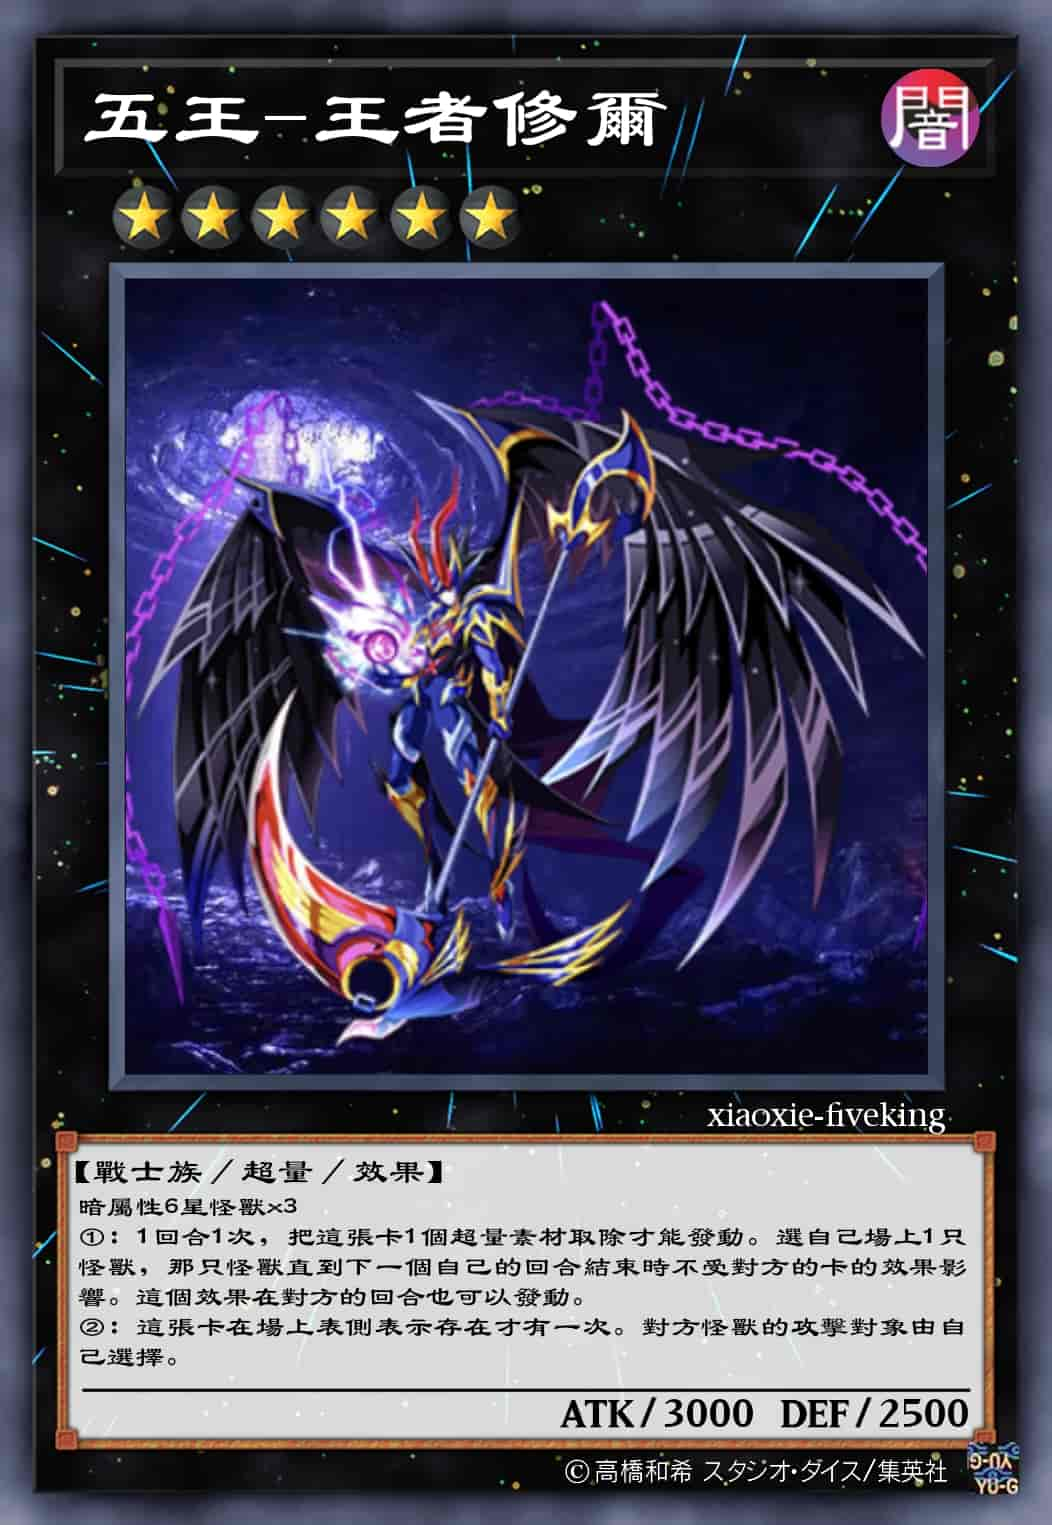 五王-王者修爾
闇
xiaoxie-fiveking
【戰士族／超量／效果】
暗屬性6星怪獸x3
①：1回合1次，把這張卡1個超量素材取除才能發動。選自己場上1只
怪獸，那只怪獸直到下一個自己的回合結束時不受對方的卡的效果影
響。這個效果在對方的回合也可以發動。
②：這張卡在場上表側表示存在才有一次。對方怪獸的攻擊對象由自
己選擇。
ATK/3000 DEF/2500
©高橋和希 スタジオ・ダイス/集英社
YU-G
YU-G